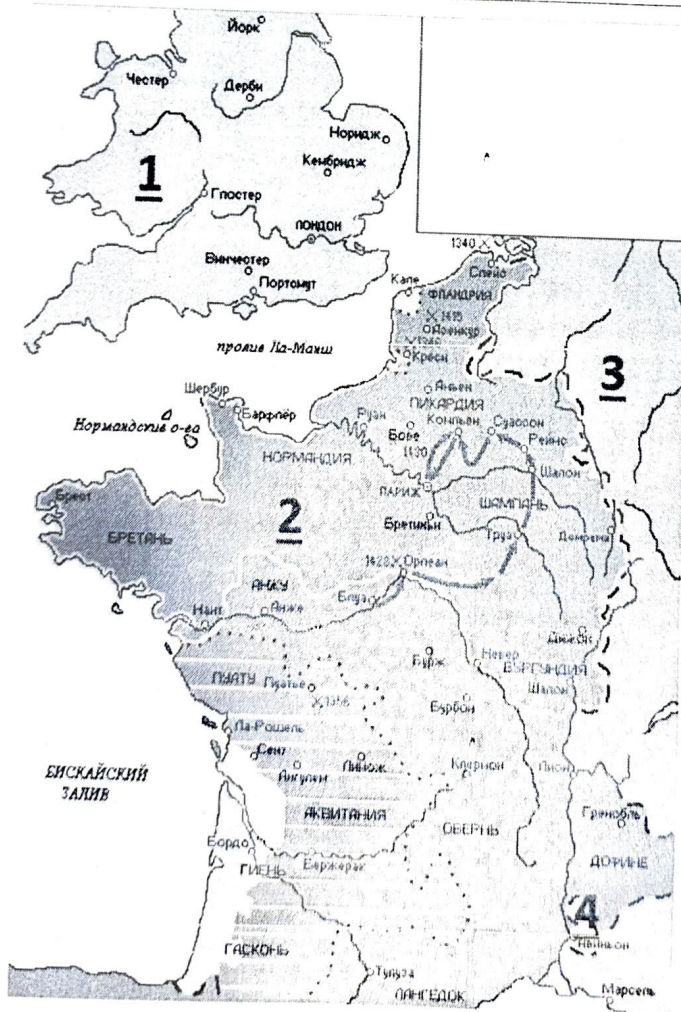 Йорк
Честер
Дерби
Норидж
Кембридж
1
Глостер
ЛОНДОН
Винчестер
Портсмут
1340
Слейс
Кале
ФЛАНДРИЯ
1415
Азенкур
пролив Ла-Манш
Креси
3
Шербур
Барфлёр
Амьен
ПИКАРДИЯ
Нормандские о-ва
Руан
Бове
Компьен
Суассон
1430
Реймс
НОРМАНДИЯ
Шалон
ПАРИЖ
ШАМПАНЬ
Брест
2
Бретиньи
БРЕТАНЬ
Труа
Домреми
1428
Орлеан
АНЖУ
Блуа
Нант
Анже
Дижон
Бурж
Невер
БУРГУНДИЯ
ПУАТУ
Пуатье
Шалон
1356
Бурбон
Ла-Рошель
Сент
Лимож
Клермон
Лион
БИСКАЙСКИЙ
ЗАЛИВ
Ангулем
Гренобль
АКВИТАНИЯ
ОВЕРНЬ
Бордо
ДОФИНЕ
Бержерак
ГИЕНЬ
4
Авиньон
ГАСКОНЬ
Тулуза
Марсель
ЛАНГЕДОК